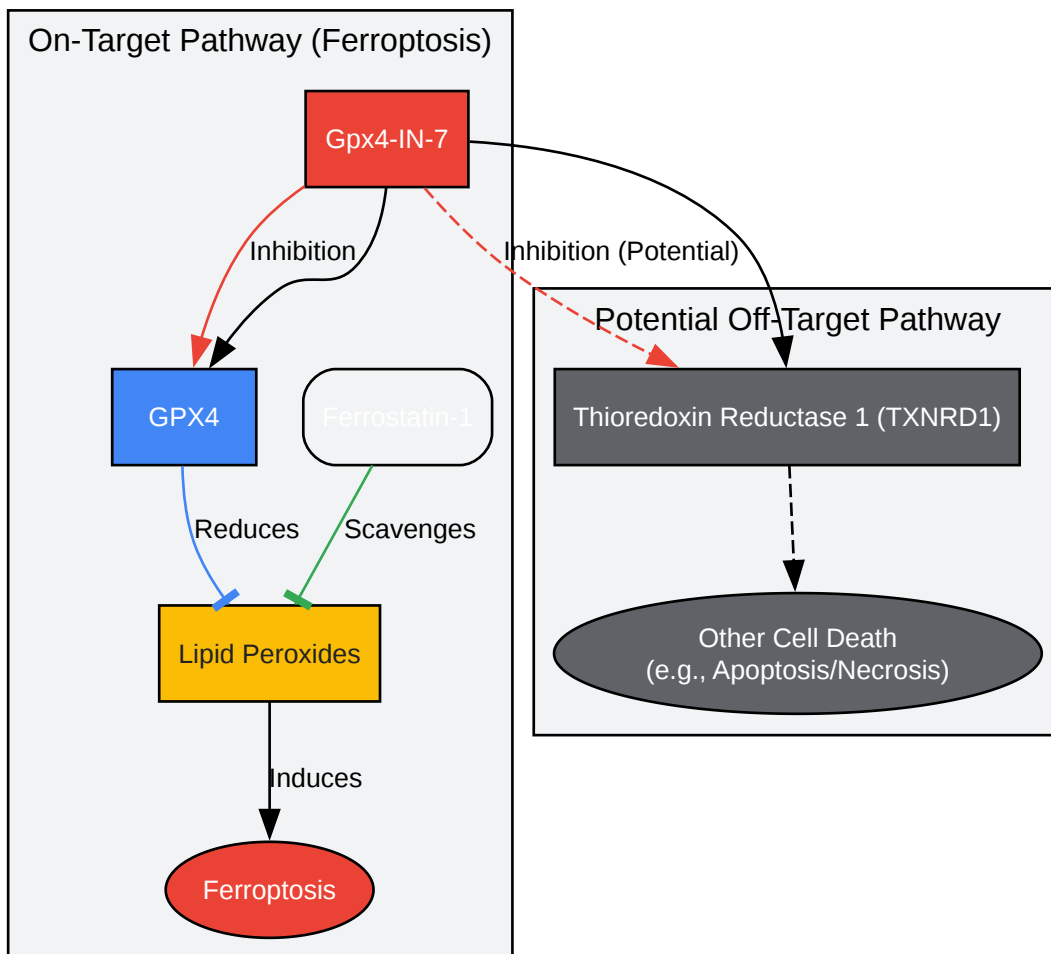 On-Target Pathway (Ferroptosis)
Gpx4-IN-7
Inhibition
Inhibition (Potential)
Potential Off-Target Pathway
GPX4
Ferrostatin-1
Thioredoxin Reductase 1 (TXNRD1)
Reduces
Scavenges
Lipid Peroxides
Other Cell Death
(e.g., Apoptosis/Necrosis)
Induces
Ferroptosis